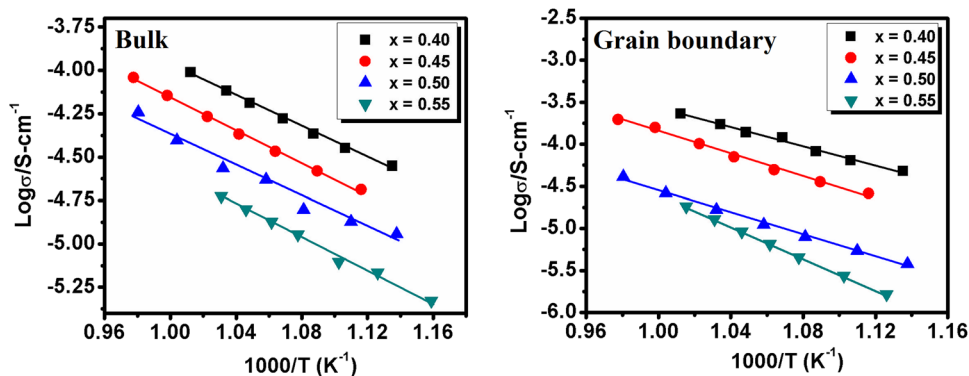 Bulk
x = 0.40
x = 0.45
x = 0.50
x = 0.55
-3.75
-4.00
-4.25
-4.50
-4.75
-5.00
-5.25
Logσ/S-cm⁻¹
0.96 1.00 1.04 1.08 1.12 1.16
1000/T (K⁻¹)
Grain boundary
x = 0.40
x = 0.45
x = 0.50
x = 0.55
-2.5
-3.0
-3.5
-4.0
-4.5
-5.0
-5.5
-6.0
Logσ/S-cm⁻¹
0.96 1.00 1.04 1.08 1.12 1.16
1000/T (K⁻¹)